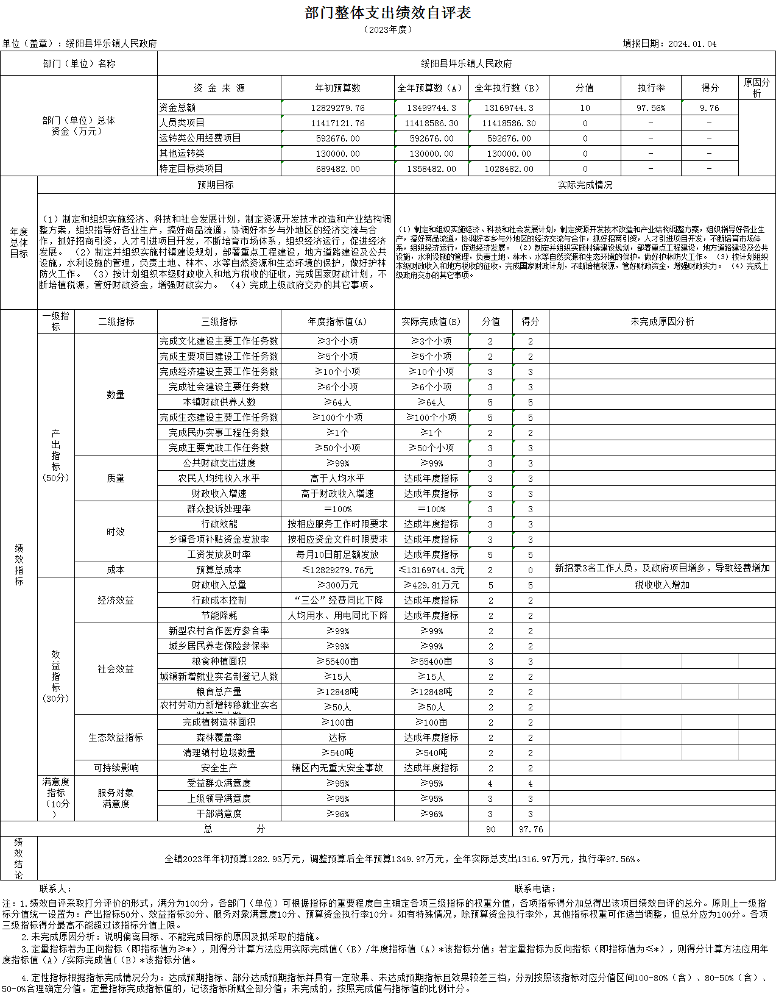 部门整体支出绩效自评表
（2023年度）
单位（盖章）：绥阳县坪乐镇人民政府 填报日期：2024.01.04
部门（单位）名称 绥阳县坪乐镇人民政府
部门（单位）总体
资金（万元）
资 金 来 源 年初预算数 全年预算数（A） 全年执行数（B） 分值 执行率 得分 原因分
析
资金总额 12829279.76 13499744.3 13169744.3 10 97.56% 9.76
人员类项目 11417121.76 11418586.30 11418586.30 0 - -
运转类公用经费项目 592676.00 592676.00 592676.00 0 - -
其他运转类 130000.00 130000.00 130000.00 0 - -
特定目标类项目 689482.00 1358482.00 1028482.00 0 - -
年度
总体
目标
预期目标 实际完成情况
（1）制定和组织实施经济、科技和社会发展计划，制定资源开发技术改造和产业结构调
整方案，组织指导好各业生产，搞好商品流通，协调好本乡与外地区的经济交流与合
作，抓好招商引资，人才引进项目开发，不断培育市场体系，组织经济运行，促进经济
发展。 （2）制定并组织实施村镇建设规划，部署重点工程建设，地方道路建设及公共
设施，水利设施的管理，负责土地、林木、水等自然资源和生态环境的保护，做好护林
防火工作。 （3）按计划组织本级财政收入和地方税收的征收，完成国家财政计划，不
断培植税源，管好财政资金，增强财政实力。 （4）完成上级政府交办的其它事项。
（1）制定和组织实施经济、科技和社会发展计划，制定资源开发技术改造和产业结构调整方案，组织指导好各业生
产，搞好商品流通，协调好本乡与外地区的经济交流与合作，抓好招商引资，人才引进项目开发，不断培育市场体
系，组织经济运行，促进经济发展。 （2）制定并组织实施村镇建设规划，部署重点工程建设，地方道路建设及公共
设施，水利设施的管理，负责土地、林木、水等自然资源和生态环境的保护，做好护林防火工作。 （3）按计划组织
本级财政收入和地方税收的征收，完成国家财政计划，不断培植税源，管好财政资金，增强财政实力。 （4）完成上
级政府交办的其它事项。
绩
效
指
标
一级指
标
二级指标 三级指标 年度指标值(A) 实际完成值(B) 分值 得分 未完成原因分析
产
出
指
标
(50分)
数量
完成文化建设主要工作任务数 ≥3个小项 ≥3个小项 2 2
完成主要项目建设工作任务数 ≥5个小项 ≥5个小项 2 2
完成经济建设主要工作任务数 ≥10个小项 ≥10个小项 3 3
完成社会建设主要任务数 ≥6个小项 ≥6个小项 3 3
本镇财政供养人数 ≥64人 ≥64人 5 5
完成生态建设主要工作任务数 ≥100个小项 ≥100个小项 5 5
完成民办实事工程任务数 ≥1个 ≥1个 2 2
完成主要党政工作任务数 ≥50个小项 ≥50个小项 3 3
质量
公共财政支出进度 ≥99% ≥99% 3 3
农民人均纯收入水平 高于人均水平 达成年度指标 3 3
财政收入增速 高于财政收入增速 达成年度指标 3 3
时效
群众投诉处理率 =100% =100% 3 3
行政效能 按相应服务工作时限要求 达成年度指标 3 3
乡镇各项补贴资金发放率 按相应资金文件时限要求 达成年度指标 3 3
工资发放及时率 每月10日前足额发放 达成年度指标 5 5
成本 预算总成本 ≤12829279.76元 ≤13169744.3元 2 0 新招录3名工作人员，及政府项目增多，导致经费增加
效
益
指
标
(30分)
经济效益
财政收入总量 ≥300万元 ≥429.81万元 5 5 税收收入增加
行政成本控制 “三公”经费同比下降 达成年度指标 2 2
节能降耗 人均用水、用电同比下降 达成年度指标 2 2
社会效益
新型农村合作医疗参合率 ≥99% ≥99% 2 2
城乡居民养老保险参保率 ≥99% ≥99% 2 2
粮食种植面积 ≥55400亩 ≥55400亩 3 3
城镇新增就业实名制登记人数 ≥15人 ≥15人 2 2
粮食总产量 ≥12848吨 ≥12848吨 2 2
农村劳动力新增转移就业实名 ≥50人 ≥50人 2 2
生态效益指标
完成植树造林面积 ≥100亩 ≥100亩 2 2
森林覆盖率 达标 达成年度指标 2 2
清理镇村垃圾数量 ≥540吨 ≥540吨 2 2
可持续影响 安全生产 辖区内无重大安全事故 达成年度指标 2 2
满意度
指标
（10分
）
服务对象
满意度
受益群众满意度 ≥95% ≥95% 4 4
上级领导满意度 ≥95% ≥95% 3 3
干部满意度 ≥96% ≥96% 3 3
总 分 90 97.76
绩
效
结
论
全镇2023年年初预算1282.93万元，调整预算后全年预算1349.97万元，全年实际总支出1316.97万元，执行率97.56%。
联系人： 联系电话：
注：1.绩效自评采取打分评价的形式，满分为100分，各部门（单位）可根据指标的重要程度自主确定各项三级指标的权重分值，各项指标得分加总得出该项目绩效自评的总分。原则上一级指
标分值统一设置为：产出指标50分、效益指标30分、服务对象满意度10分、预算资金执行率10分。如有特殊情况，除预算资金执行率外，其他指标权重可作适当调整，但总分应为100分。各项
三级指标得分最高不能超过该指标分值上限。
2.未完成原因分析：说明偏离目标、不能完成目标的原因及拟采取的措施。
3.定量指标若为正向指标（即指标值为≥*），则得分计算方法应用实际完成值(（B）/年度指标值（A）*该指标分值；若定量指标为反向指标（即指标值为≤*），则得分计算方法应用年
度指标值（A）/实际完成值(（B）*该指标分值。
4.定性指标根据指标完成情况分为：达成预期指标、部分达成预期指标并具有一定效果、未达成预期指标且效果较差三档，分别按照该指标对应分值区间100-80%（含）、80-50%（含）、
50-0%合理确定分值。定量指标完成指标值的，记该指标所赋全部分值；未完成的，按照完成值与指标值的比例计分。